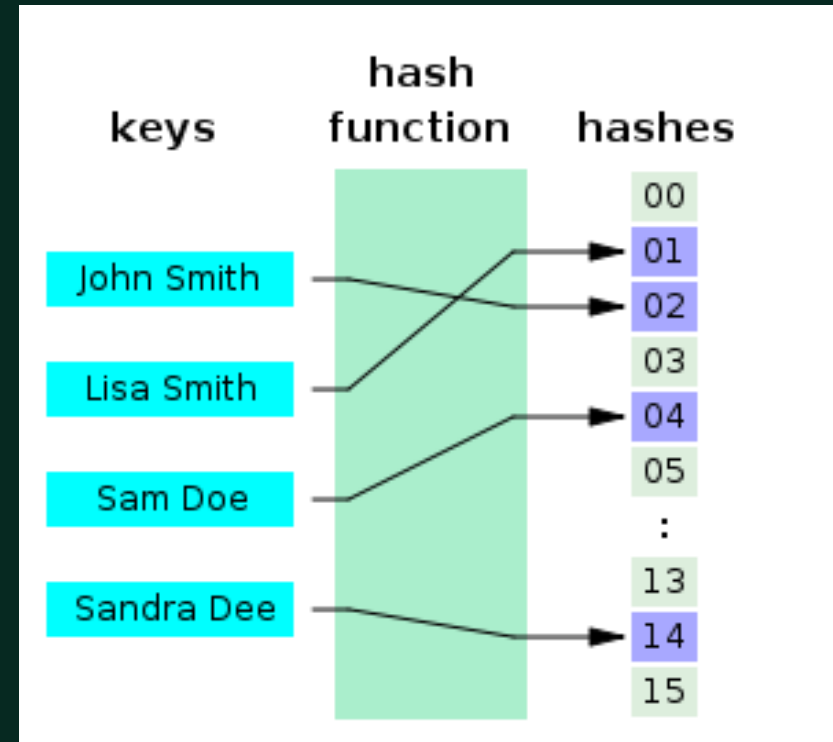 hash
keys function hashes
00
01
John Smith
02
03
Lisa Smith
04
05
Sam Doe
:
13
Sandra Dee
14
15